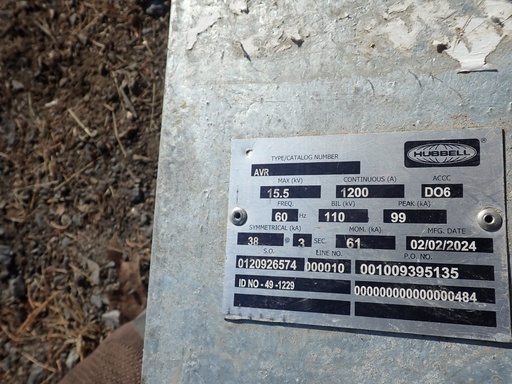 HUBBELL ®
TYPE/CATALOG NUMBER
AVR
MAX (kV) CONTINUOUS (A) ACCC
15.5 1200 DO6
FREQ. BIL (kV) PEAK (kA)
60 Hz 110 99
SYMMETRICAL (kA) MOM. (kA) MFG. DATE
38 @ 3 SEC. 61 02/02/2024
S.O. LINE NO. P.O. NO.
0120926574 000010 001009395135
ID NO - 49 -1229 000000000000000484